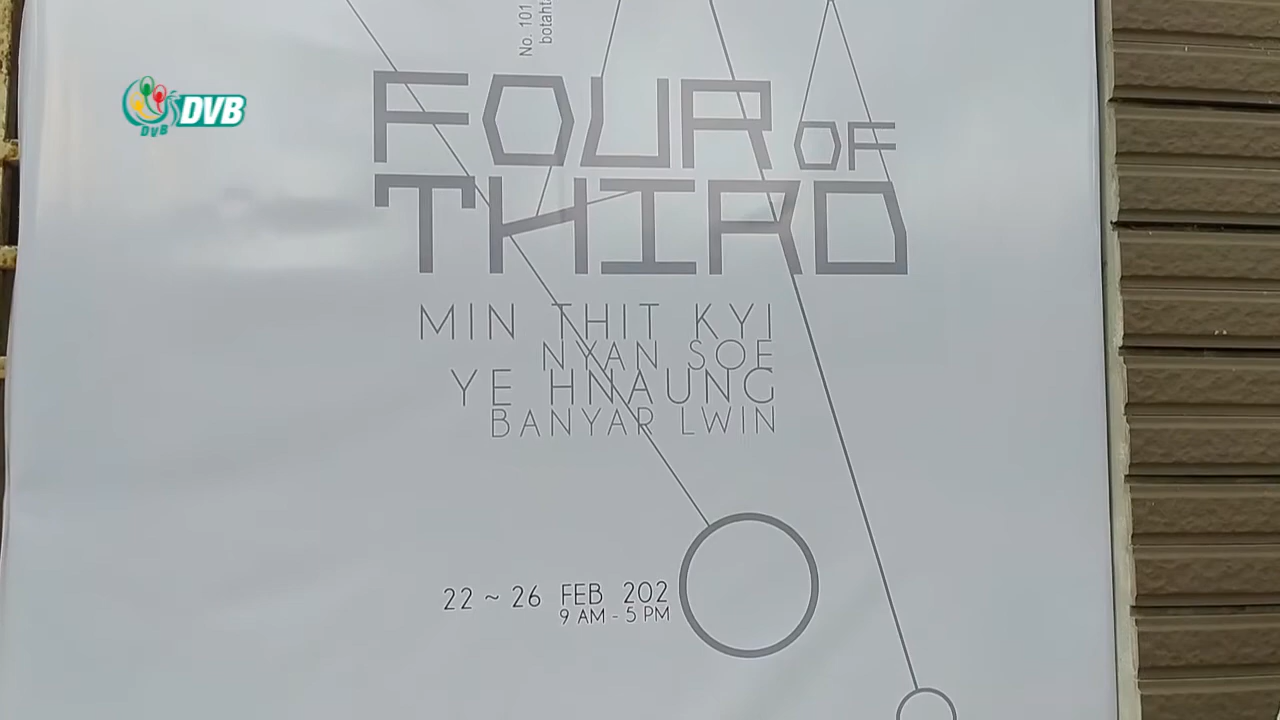 No. 101
botaht
DVB
DVB
FOUR OF
THIRD
MIN THIT KYI
NYAN SOE
YE HNAUNG
BANYAR LWIN
22 ~ 26 FEB 202
9 AM - 5 PM